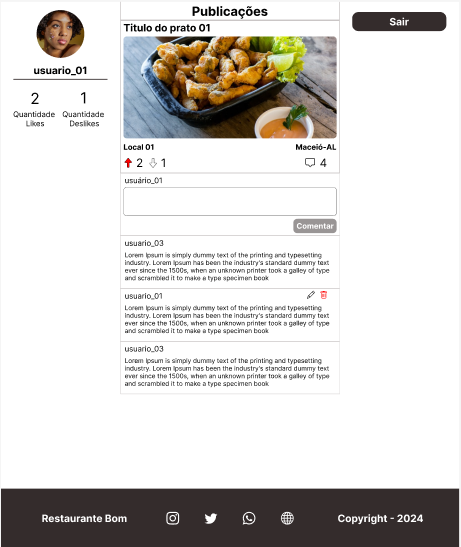 usuario_01
2 1
Quantidade Likes
Quantidade Deslikes
Publicações
Titulo do prato 01
Local 01 Maceió-AL
2 1 4
usuário_01
Comentar
usuario_03
Lorem Ipsum is simply dummy text of the printing and typesetting
industry. Lorem Ipsum has been the industry's standard dummy text
ever since the 1500s, when an unknown printer took a galley of type
and scrambled it to make a type specimen book
usuario_01
Lorem Ipsum is simply dummy text of the printing and typesetting
industry. Lorem Ipsum has been the industry's standard dummy text
ever since the 1500s, when an unknown printer took a galley of type
and scrambled it to make a type specimen book
usuario_03
Lorem Ipsum is simply dummy text of the printing and typesetting
industry. Lorem Ipsum has been the industry's standard dummy text
ever since the 1500s, when an unknown printer took a galley of type
and scrambled it to make a type specimen book
Sair
Restaurante Bom
Copyright - 2024